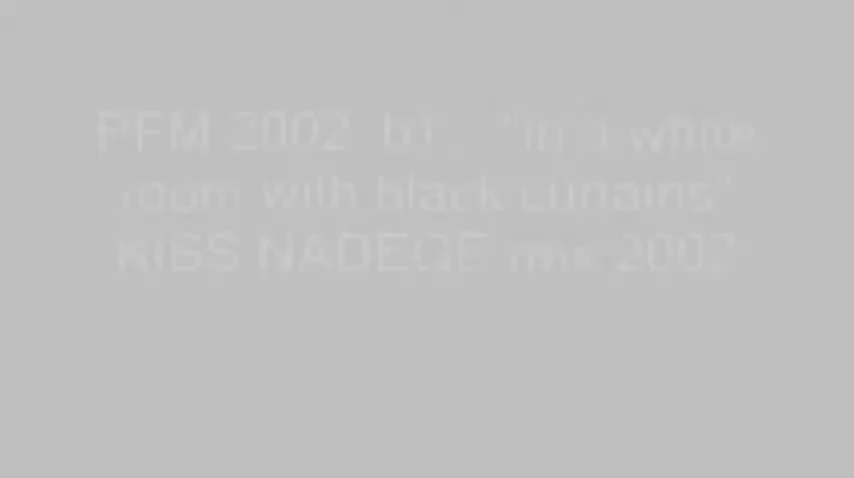 PFM 2002 b1 "in a white
room with black curtains"
KISS NADEGE mix 2002